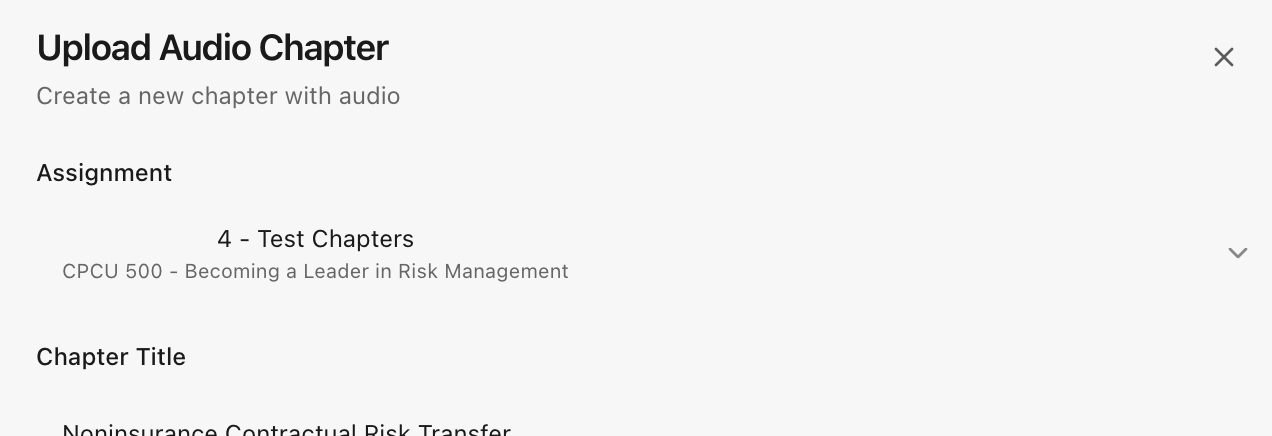 Upload Audio Chapter
Create a new chapter with audio
Assignment
4 - Test Chapters
CPCU 500 - Becoming a Leader in Risk Management
Chapter Title
Noninsurance Contractual Risk Transfer